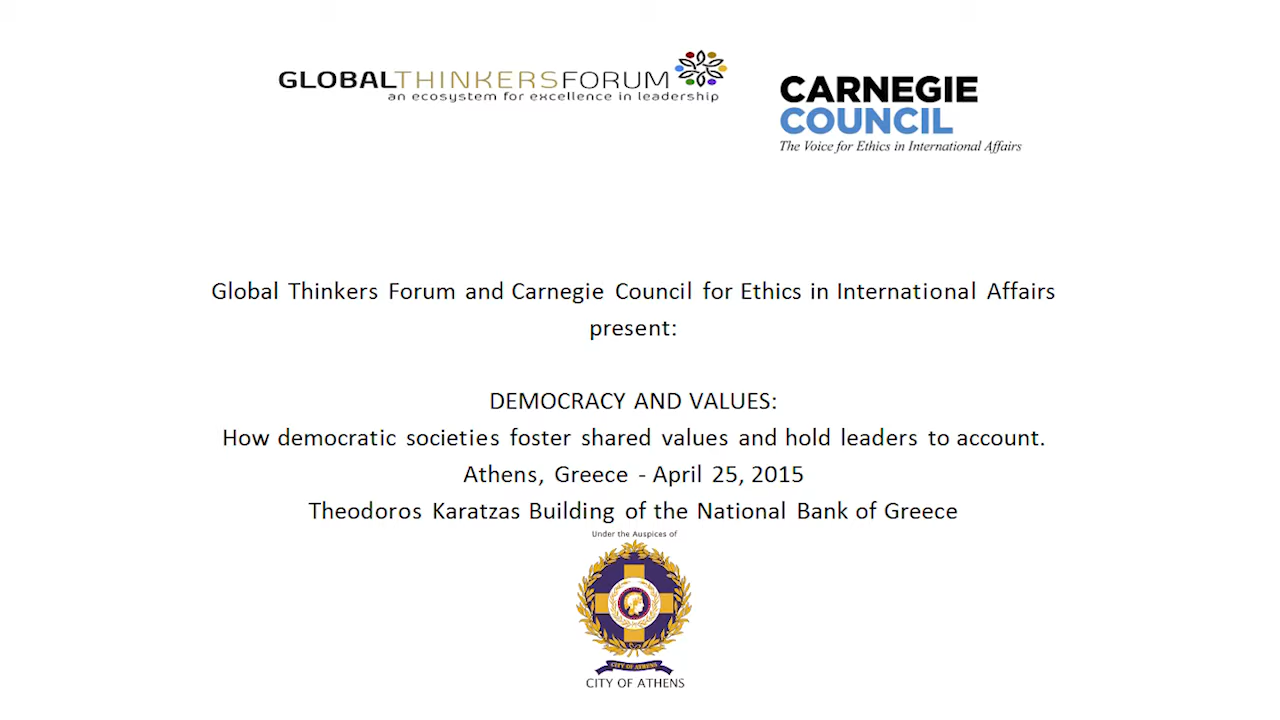 GLOBALTHINKERSFORUM
an ecosystem for excellence in leadership
CARNEGIE
COUNCIL
The Voice for Ethics in International Affairs
Global Thinkers Forum and Carnegie Council for Ethics in International Affairs
present:
DEMOCRACY AND VALUES:
How democratic societies foster shared values and hold leaders to account.
Athens, Greece - April 25, 2015
Theodoros Karatzas Building of the National Bank of Greece
Under the Auspices of
CITY OF ATHENS
CITY OF ATHENS